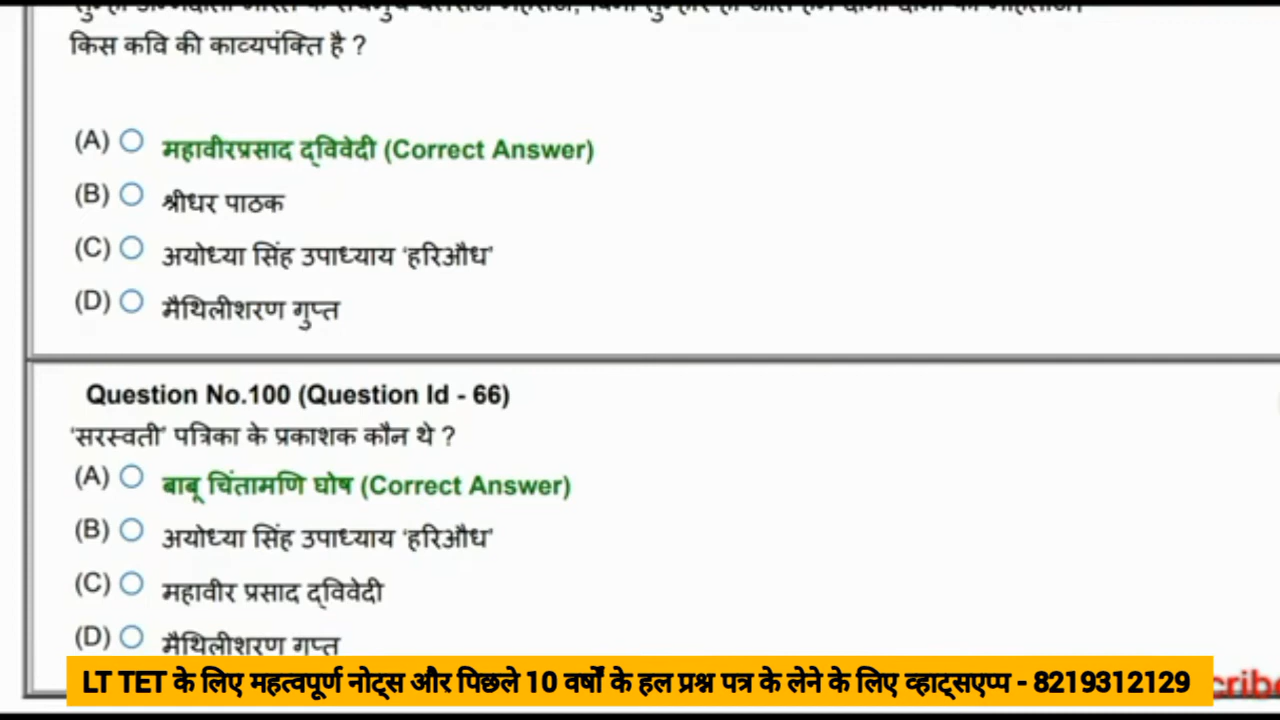 किस कवि की काव्यपंक्ति है ?
(A) महावीरप्रसाद द्विवेदी (Correct Answer)
(B) श्रीधर पाठक
(C) अयोध्या सिंह उपाध्याय 'हरिऔध'
(D) मैथिलीशरण गुप्त
Question No.100 (Question Id - 66)
'सरस्वती' पत्रिका के प्रकाशक कौन थे ?
(A) बाबू चिंतामणि घोष (Correct Answer)
(B) अयोध्या सिंह उपाध्याय 'हरिऔध'
(C) महावीर प्रसाद द्विवेदी
(D) मैथिलीशरण गुप्त
LT TET के लिए महत्वपूर्ण नोट्स और पिछले 10 वर्षों के हल प्रश्न पत्र के लेने के लिए व्हाट्सएप्प - 8219312129